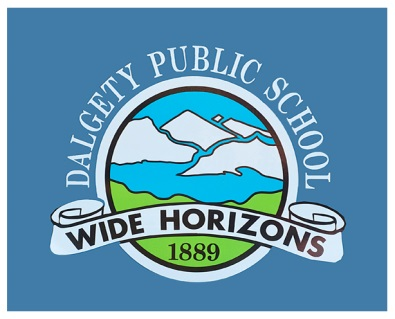 DALGETY PUBLIC SCHOOL
WIDE HORIZONS
1889